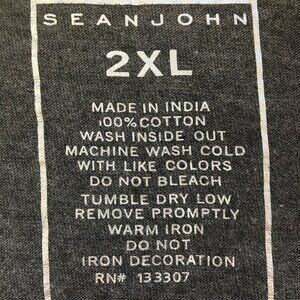 SEANJOHN
2XL
MADE IN INDIA
100% COTTON
WASH INSIDE OUT
MACHINE WASH COLD
WITH LIKE COLORS
DO NOT BLEACH
TUMBLE DRY LOW
REMOVE PROMPTLY
WARM IRON
DO NOT
IRON DECORATION
RN# 133307